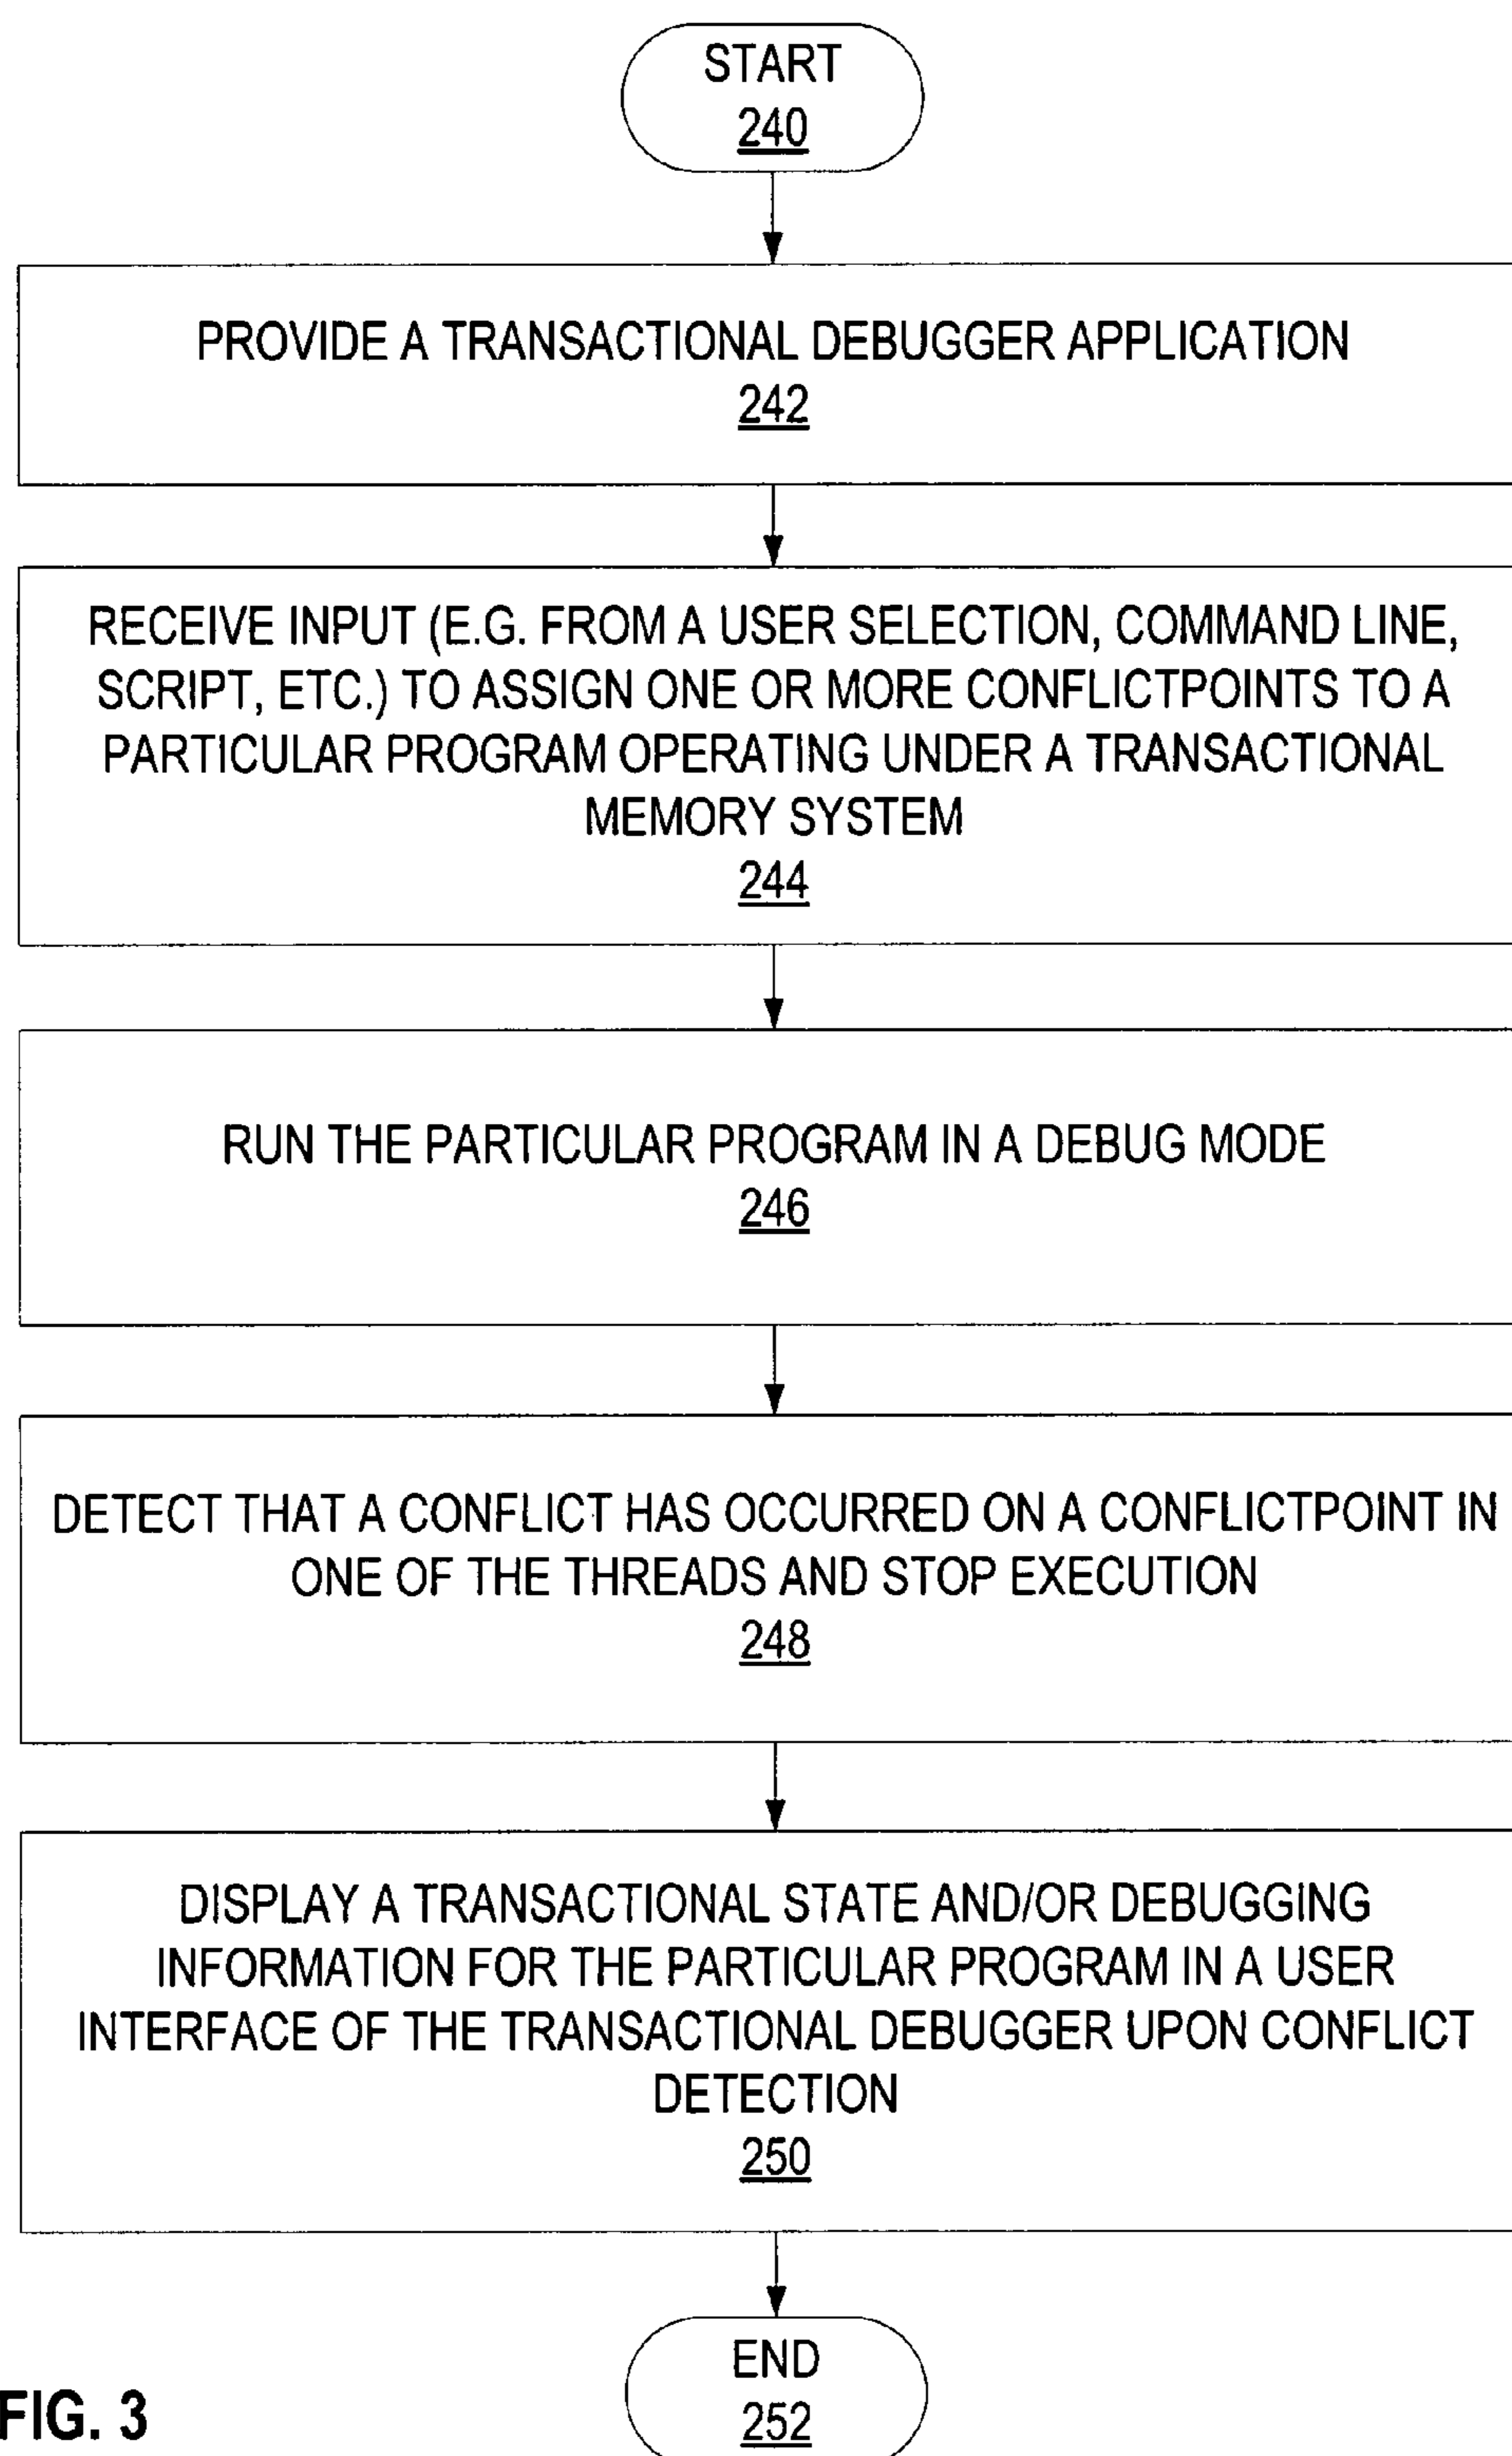 START
240
PROVIDE A TRANSACTIONAL DEBUGGER APPLICATION
242
RECEIVE INPUT (E.G. FROM A USER SELECTION, COMMAND LINE,
SCRIPT, ETC.) TO ASSIGN ONE OR MORE CONFLICTPOINTS TO A
PARTICULAR PROGRAM OPERATING UNDER A TRANSACTIONAL
MEMORY SYSTEM
244
RUN THE PARTICULAR PROGRAM IN A DEBUG MODE
246
DETECT THAT A CONFLICT HAS OCCURRED ON A CONFLICTPOINT IN
ONE OF THE THREADS AND STOP EXECUTION
248
DISPLAY A TRANSACTIONAL STATE AND/OR DEBUGGING
INFORMATION FOR THE PARTICULAR PROGRAM IN A USER
INTERFACE OF THE TRANSACTIONAL DEBUGGER UPON CONFLICT
DETECTION
250
END
252
FIG. 3